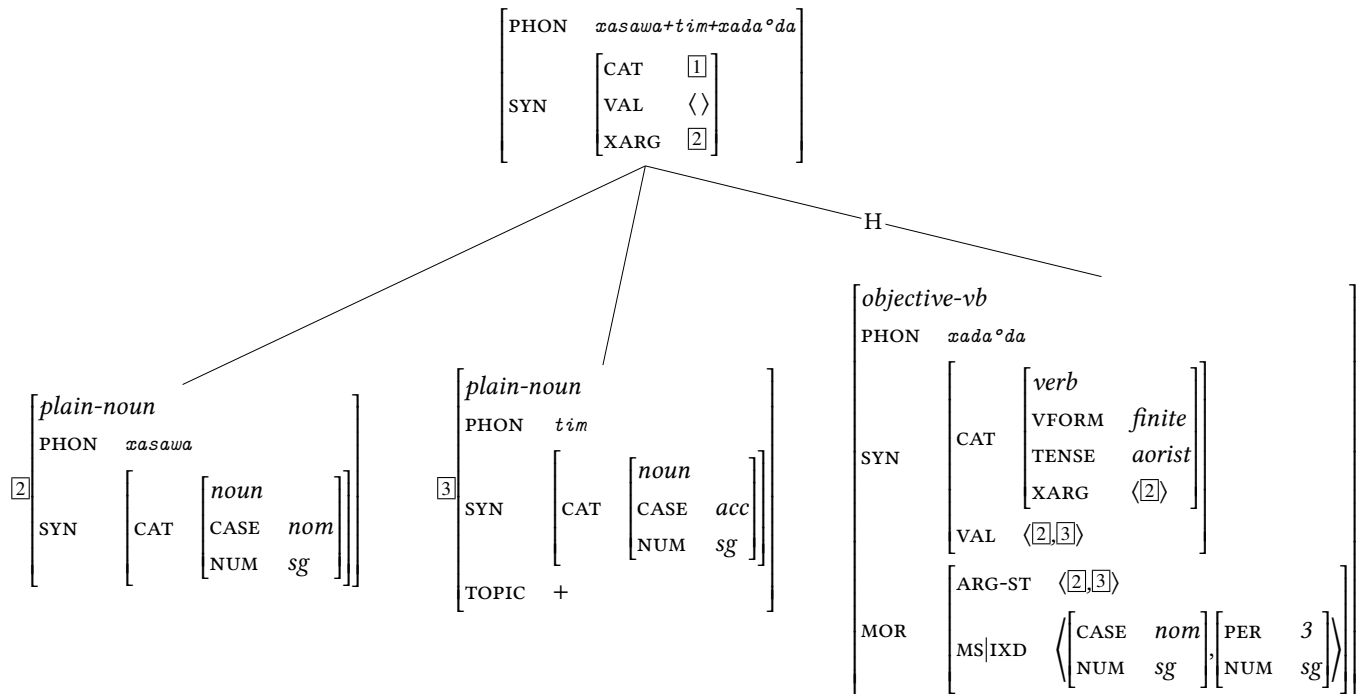 PHON xasawa+tim+xada°da
CAT 1
SYN VAL ⟨ ⟩
XARG 2
H
2 plain-noun
PHON xasawa
noun
SYN CAT CASE nom
NUM sg
3 plain-noun
PHON tim
noun
SYN CAT CASE acc
NUM sg
TOPIC +
objective-vb
PHON xada°da
verb
VFORM finite
CAT
TENSE aorist
SYN
XARG ⟨2⟩
VAL ⟨2,3⟩
ARG-ST ⟨2,3⟩
MOR
MS|IXD ⟨[CASE nom],[PER 3]
NUM sg NUM sg⟩